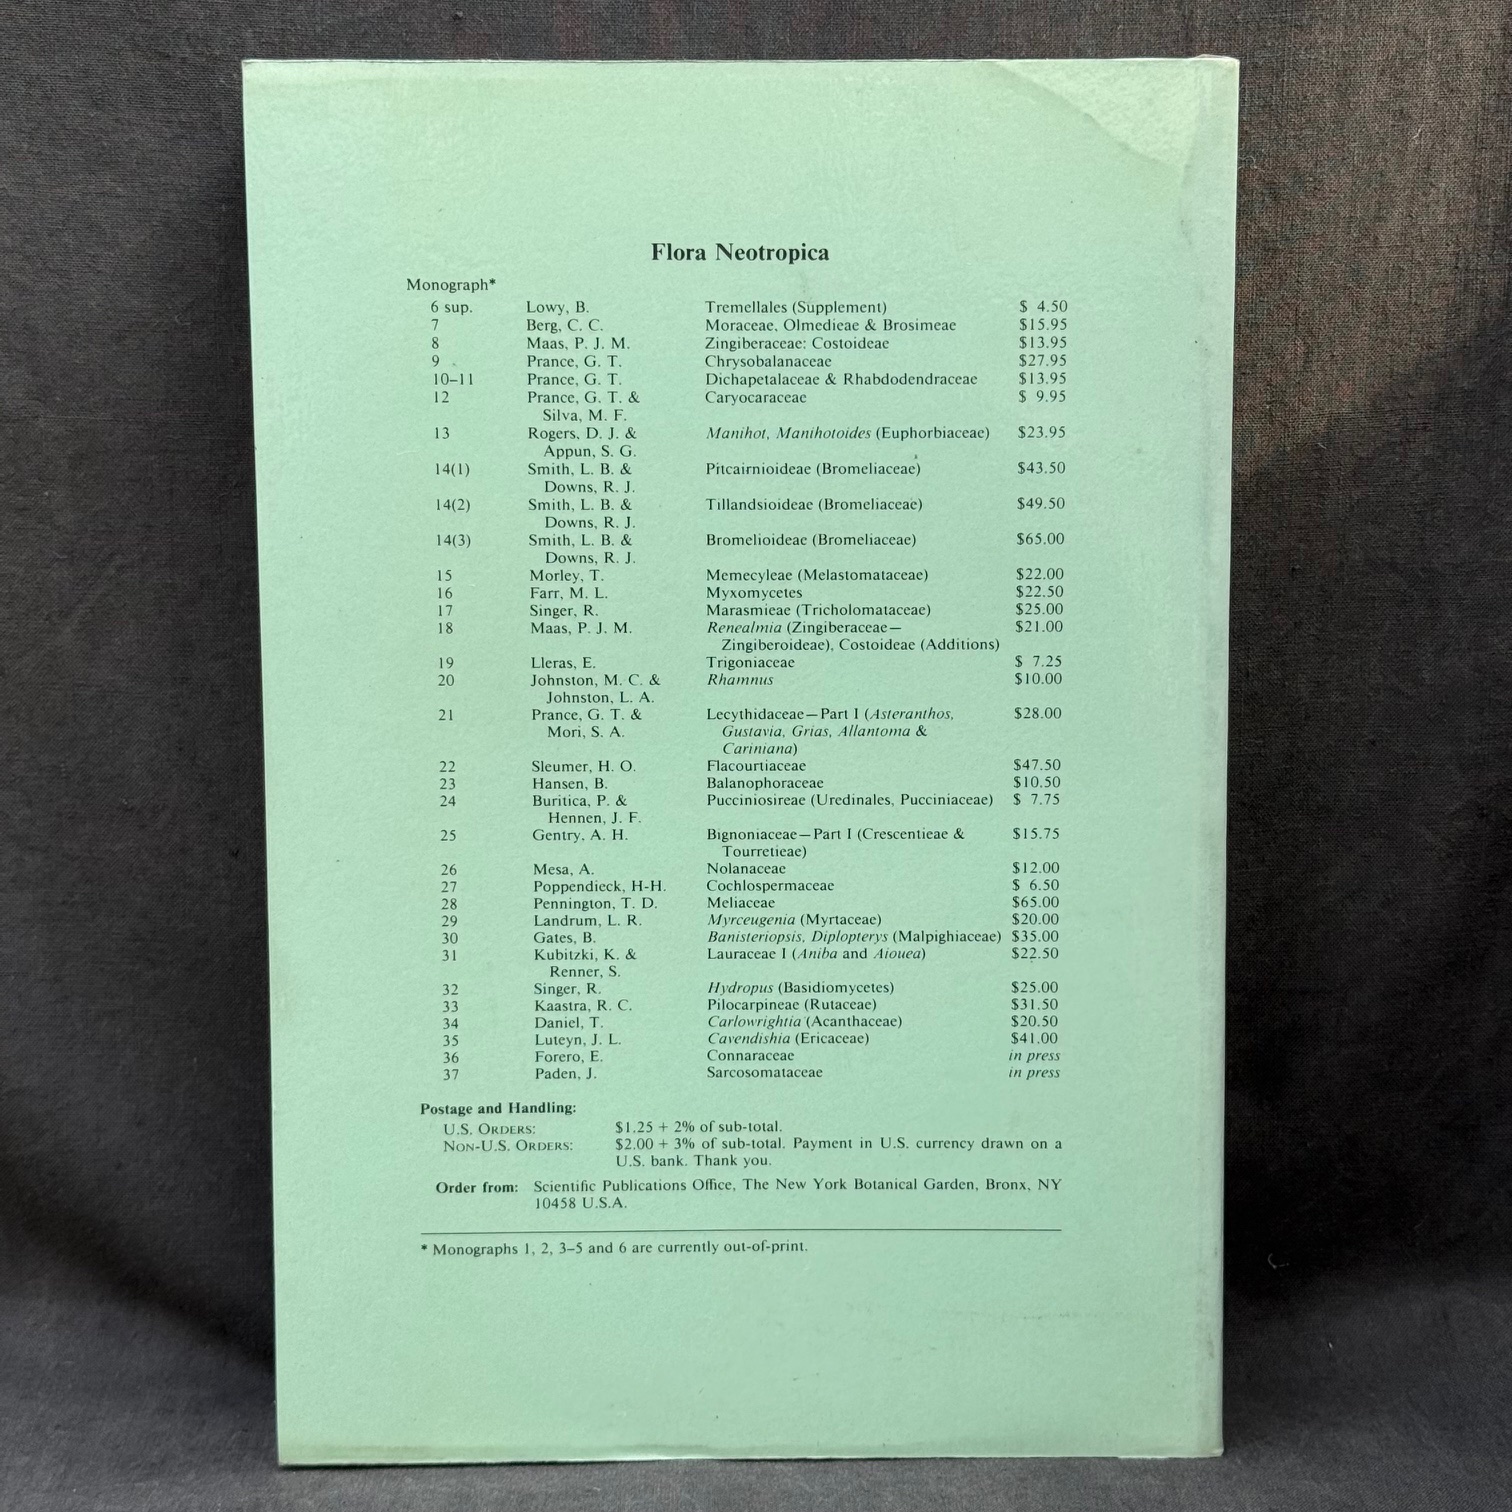 Flora Neotropica
Monograph*
6 sup. Lowy, B. Tremellales (Supplement) $ 4.50
7 Berg, C. C. Moraceae, Olmedieae & Brosimeae $15.95
8 Maas, P. J. M. Zingiberaceae: Costoideae $13.95
9 Prance, G. T. Chrysobalanaceae $27.95
10–11 Prance, G. T. Dichapetalaceae & Rhabdodendraceae $13.95
12 Prance, G. T. & Caryocaraceae $ 9.95
Silva, M. F.
13 Rogers, D. J. & Manihot, Manihotoides (Euphorbiaceae) $23.95
Appun, S. G.
14(1) Smith, L. B. & Pitcairnioideae (Bromeliaceae) $43.50
Downs, R. J.
14(2) Smith, L. B. & Tillandsioideae (Bromeliaceae) $49.50
Downs, R. J.
14(3) Smith, L. B. & Bromelioideae (Bromeliaceae) $65.00
Downs, R. J.
15 Morley, T. Memecyleae (Melastomataceae) $22.00
16 Farr, M. L. Myxomycetes $22.50
17 Singer, R. Marasmieae (Tricholomataceae) $25.00
18 Maas, P. J. M. Renealmia (Zingiberaceae— $21.00
Zingiberoideae), Costoideae (Additions)
19 Lleras, E. Trigoniaceae $ 7.25
20 Johnston, M. C. & Rhamnus $10.00
Johnston, L. A.
21 Prance, G. T. & Lecythidaceae—Part I (Asteranthos, $28.00
Mori, S. A. Gustavia, Grias, Allantoma &
Cariniana)
22 Sleumer, H. O. Flacourtiaceae $47.50
23 Hansen, B. Balanophoraceae $10.50
24 Buritica, P. & Pucciniosireae (Uredinales, Pucciniaceae) $ 7.75
Hennen, J. F.
25 Gentry, A. H. Bignoniaceae—Part I (Crescentieae & $15.75
Tourretieae)
26 Mesa, A. Nolanaceae $12.00
27 Poppendieck, H-H. Cochlospermaceae $ 6.50
28 Pennington, T. D. Meliaceae $65.00
29 Landrum, L. R. Myrceugenia (Myrtaceae) $20.00
30 Gates, B. Banisteriopsis, Diplopterys (Malpighiaceae) $35.00
31 Kubitzki, K. & Lauraceae I (Aniba and Aiouea) $22.50
Renner, S.
32 Singer, R. Hydropus (Basidiomycetes) $25.00
33 Kaastra, R. C. Pilocarpineae (Rutaceae) $31.50
34 Daniel, T. Carlowrightia (Acanthaceae) $20.50
35 Luteyn, J. L. Cavendishia (Ericaceae) $41.00
36 Forero, E. Connaraceae in press
37 Paden, J. Sarcosomataceae in press
Postage and Handling:
U.S. ORDERS: $1.25 + 2% of sub-total.
NON-U.S. ORDERS: $2.00 + 3% of sub-total. Payment in U.S. currency drawn on a
U.S. bank. Thank you.
Order from: Scientific Publications Office, The New York Botanical Garden, Bronx, NY
10458 U.S.A.
* Monographs 1, 2, 3–5 and 6 are currently out-of-print.